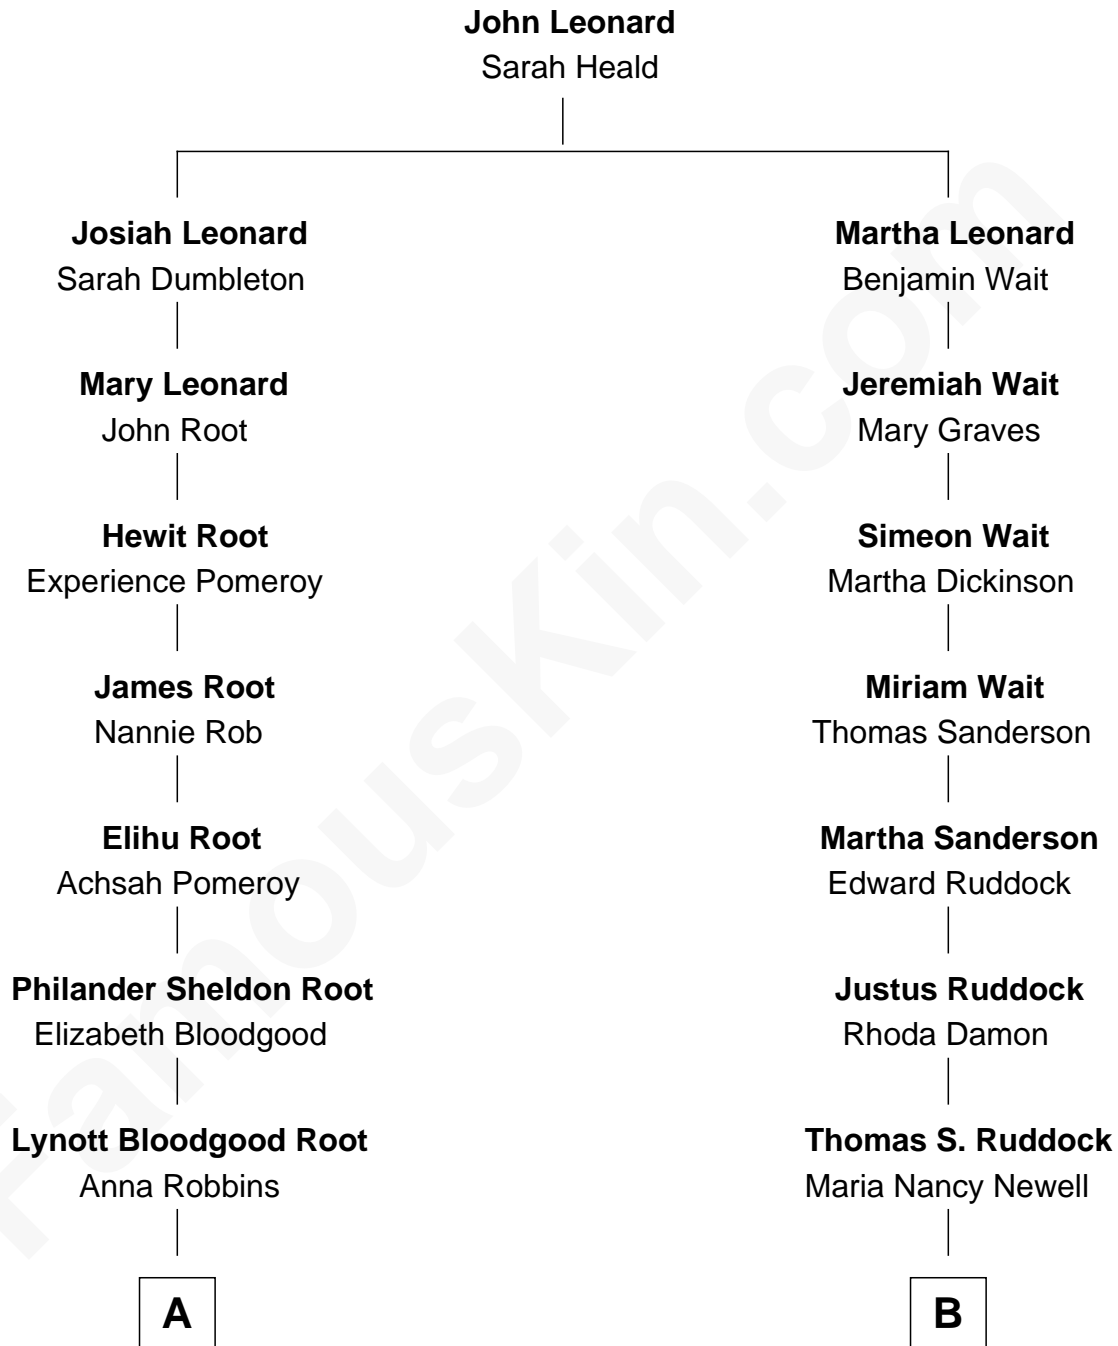 John Leonard
Sarah Heald
Josiah Leonard
Sarah Dumbleton
Martha Leonard
Benjamin Wait
Mary Leonard
John Root
Jeremiah Wait
Mary Graves
Hewit Root
Experience Pomeroy
Simeon Wait
Martha Dickinson
James Root
Nannie Rob
Miriam Wait
Thomas Sanderson
Elihu Root
Achsah Pomeroy
Martha Sanderson
Edward Ruddock
Philander Sheldon Root
Elizabeth Bloodgood
Justus Ruddock
Rhoda Damon
Lynott Bloodgood Root
Anna Robbins
Thomas S. Ruddock
Maria Nancy Newell
A
B
FamousKin.com